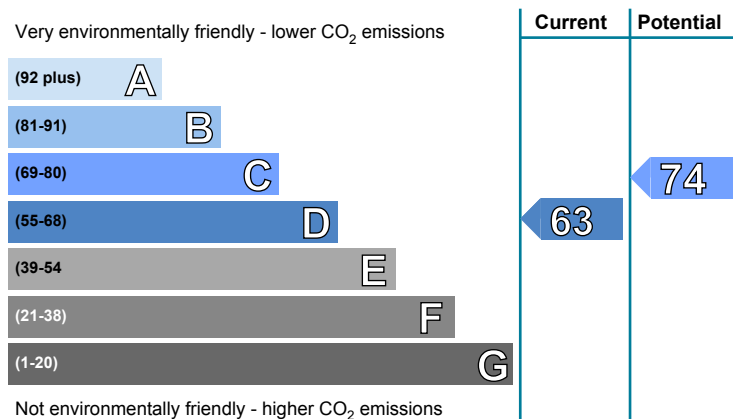 Very environmentally friendly - lower CO₂ emissions
Current
Potential
(92 plus) A
(81-91) B
(69-80) C
74
(55-68) D
63
(39-54 E
(21-38) F
(1-20) G
Not environmentally friendly - higher CO₂ emissions